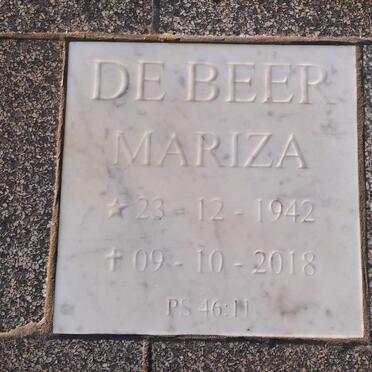 DE BEER
MARIZA
☆ 23 - 12 - 1942
✝ 09 - 10 - 2018
PS 46:11